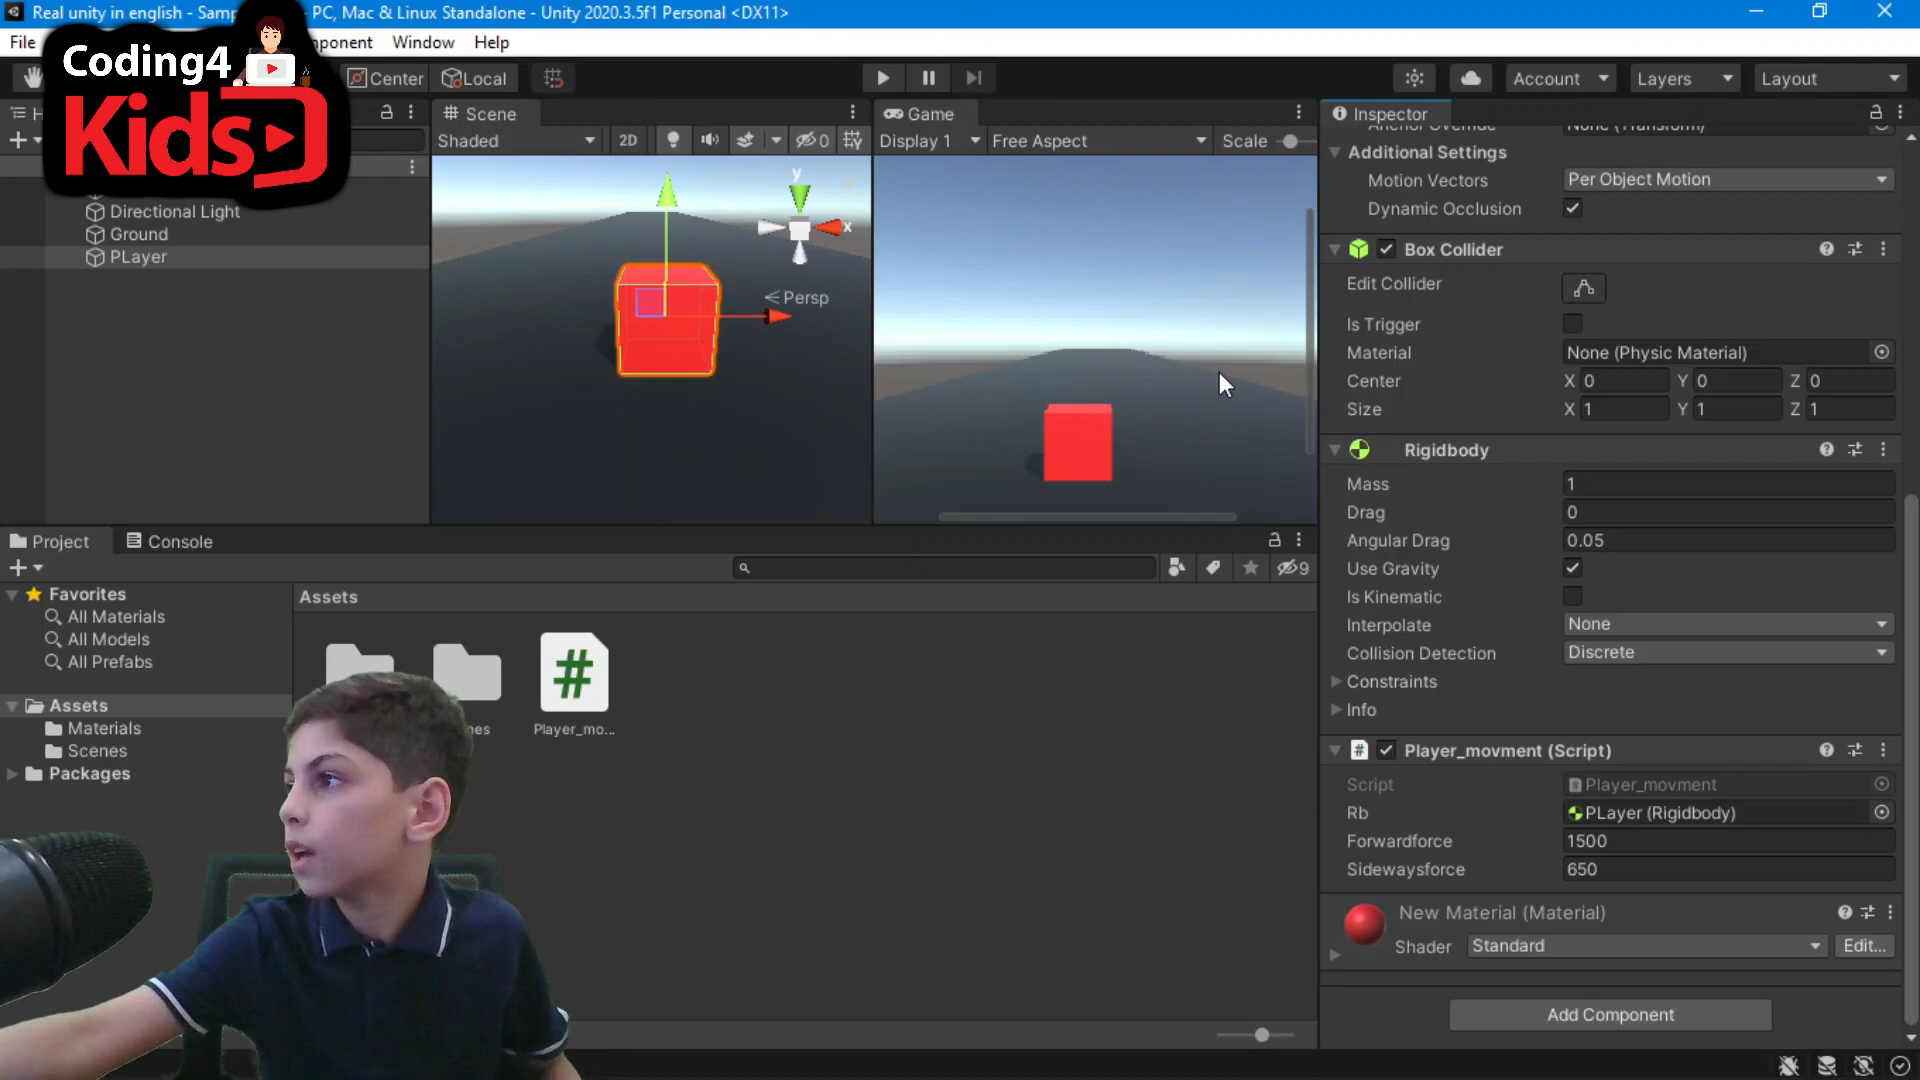 Real unity in english - Samp - PC, Mac & Linux Standalone - Unity 2020.3.5f1 Personal <DX11>
File ponent Window Help
Coding4
Kids
Center Local Account Layers Layout
H Scene Game Inspector
Shaded 2D 0 Display 1 Free Aspect Scale
Additional Settings
Motion Vectors Per Object Motion
Dynamic Occlusion
Directional Light
Ground
PLayer
y
x
Persp
Box Collider
Edit Collider
Is Trigger
Material None (Physic Material)
Center X 0 Y 0 Z 0
Size X 1 Y 1 Z 1
Rigidbody
Mass 1
Drag 0
Angular Drag 0.05
Use Gravity
Is Kinematic
Interpolate None
Collision Detection Discrete
Constraints
Info
Player_movment (Script)
Script Player_movment
Rb PLayer (Rigidbody)
Forwardforce 1500
Sidewaysforce 650
New Material (Material)
Shader Standard Edit...
Add Component
Project Console
9
Favorites
All Materials
All Models
All Prefabs
Assets
Materials
Scenes
Packages
Assets
nes Player_mo...